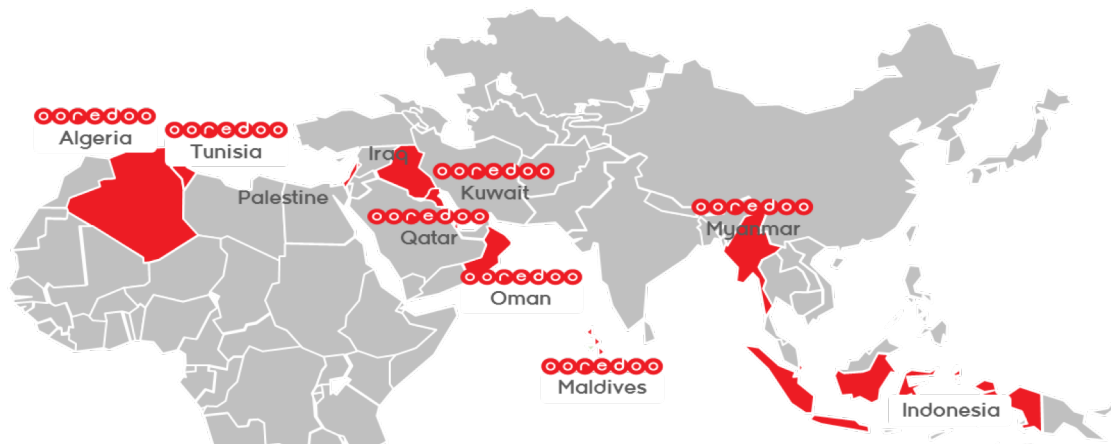 ooredoo
Algeria
ooredoo
Tunisia
Iraq
ooredoo
Kuwait
Palestine
ooredoo
Qatar
ooredoo
Myanmar
ooredoo
Oman
ooredoo
Maldives
Indonesia